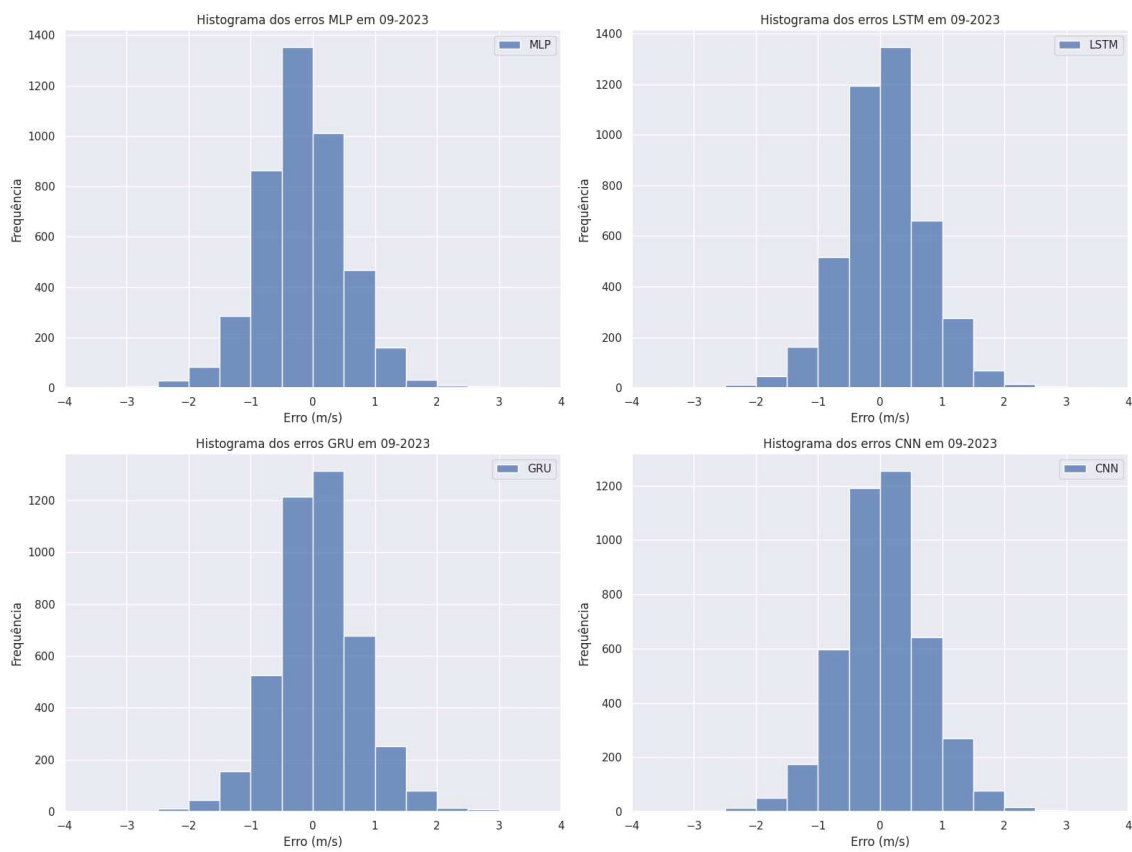 Histograma dos erros MLP em 09-2023
MLP
1400
1200
1000
800
600
400
200
0
Frequência
−4 −3 −2 −1 0 1 2 3 4
Erro (m/s)
Histograma dos erros LSTM em 09-2023
LSTM
1400
1200
1000
800
600
400
200
0
Frequência
−4 −3 −2 −1 0 1 2 3 4
Erro (m/s)
Histograma dos erros GRU em 09-2023
GRU
1200
1000
800
600
400
200
0
Frequência
−4 −3 −2 −1 0 1 2 3 4
Erro (m/s)
Histograma dos erros CNN em 09-2023
CNN
1200
1000
800
600
400
200
0
Frequência
−4 −3 −2 −1 0 1 2 3 4
Erro (m/s)